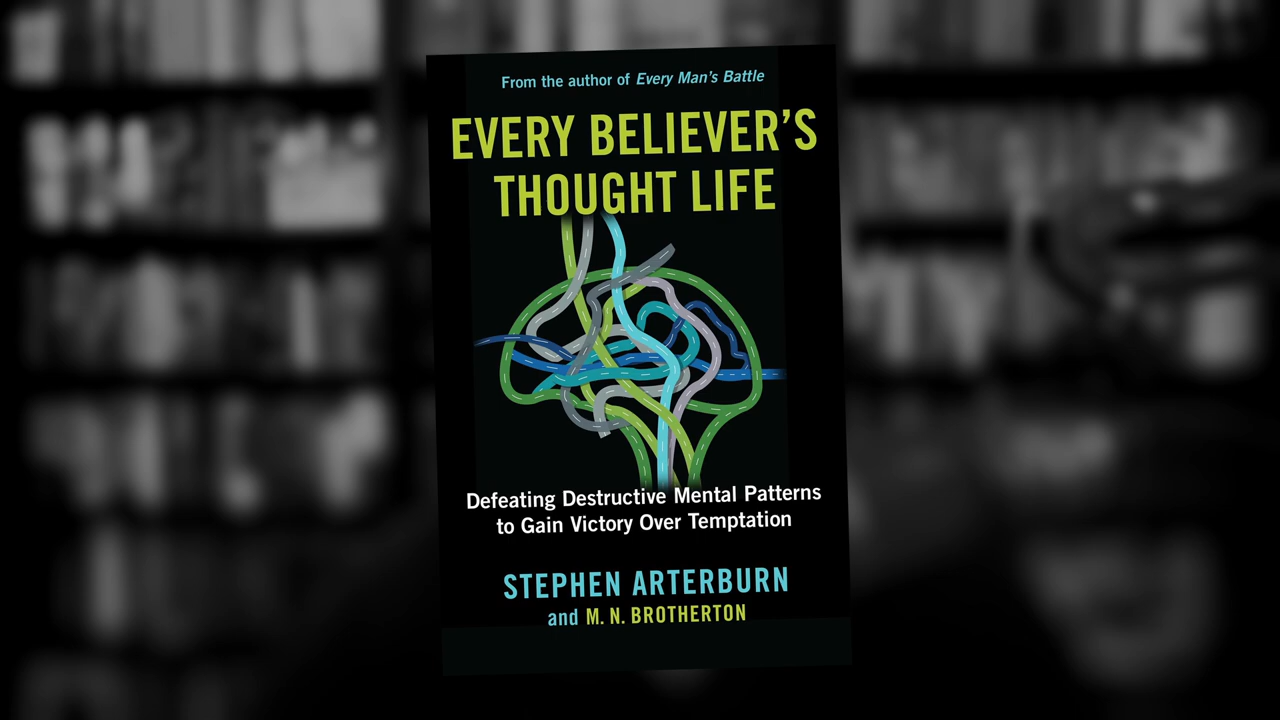 From the author of Every Man's Battle
EVERY BELIEVER'S
THOUGHT LIFE
Defeating Destructive Mental Patterns
to Gain Victory Over Temptation
STEPHEN ARTERBURN
and M. N. BROTHERTON